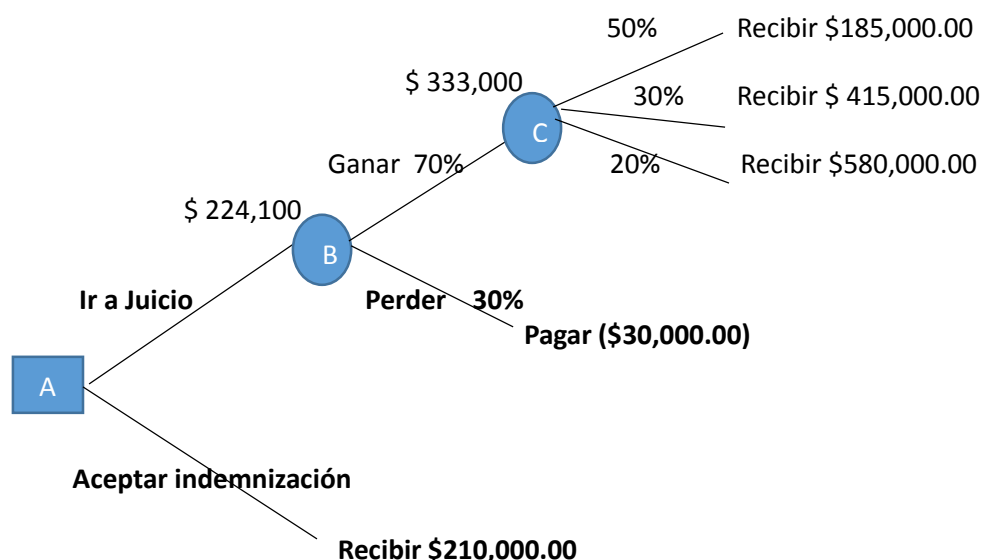 50% Recibir $185,000.00
$ 333,000
30% Recibir $ 415,000.00
C
Ganar 70%
20% Recibir $580,000.00
$ 224,100
B
Ir a Juicio
Perder 30%
Pagar ($30,000.00)
A
Aceptar indemnización
Recibir $210,000.00